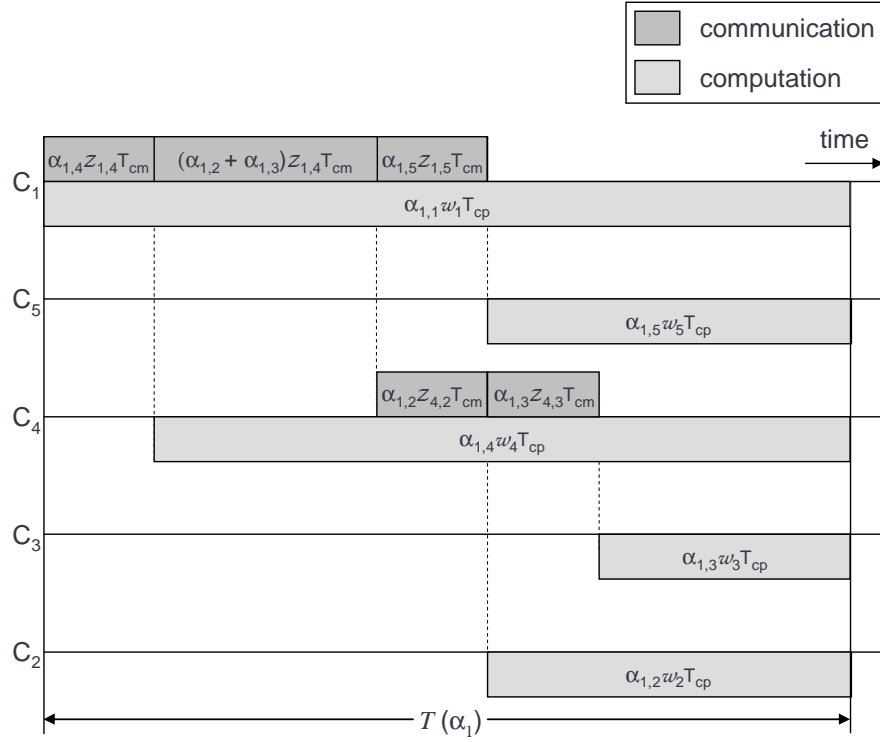 communication
computation
time
α1,4z1,4Tcm (α1,2 + α1,3)z1,4Tcm α1,5z1,5Tcm
C1
α1,1w1Tcp
C5
α1,5w5Tcp
α1,2z4,2Tcm α1,3z4,3Tcm
C4
α1,4w4Tcp
C3
α1,3w3Tcp
C2
α1,2w2Tcp
T(α1)